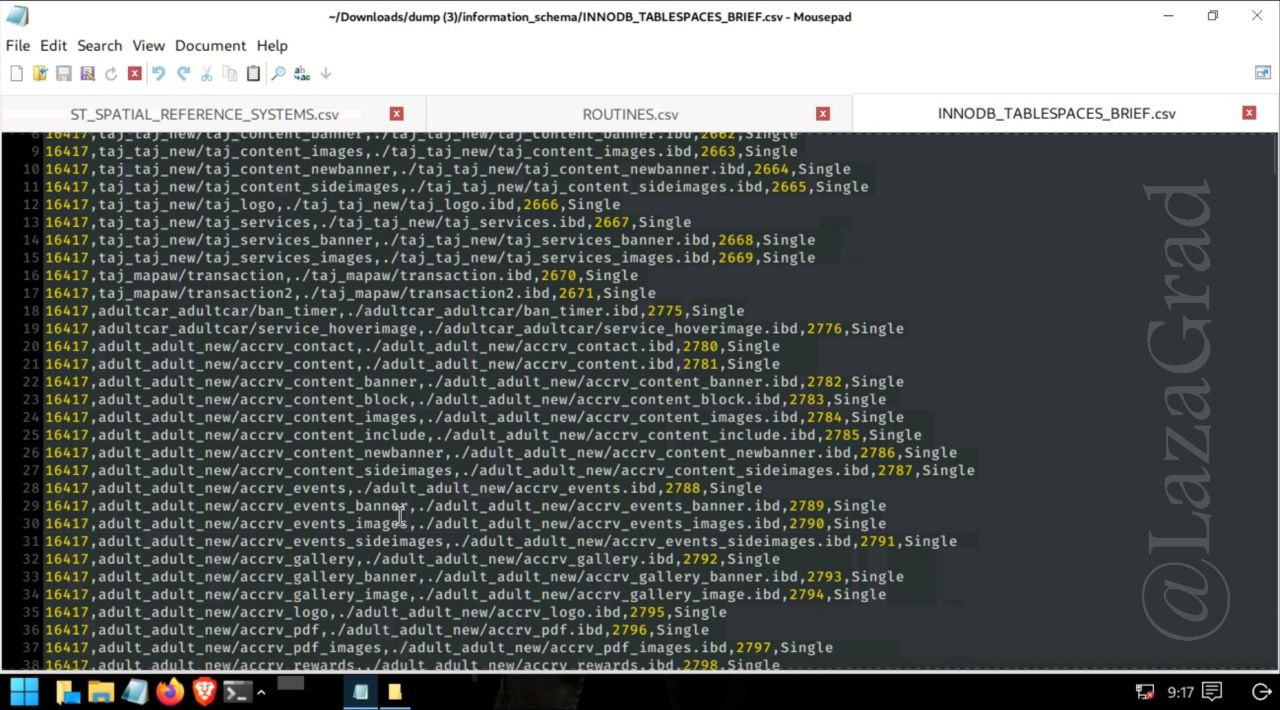 ~/Downloads/dump (3)/information_schema/INNODB_TABLESPACES_BRIEF.csv - Mousepad
File Edit Search View Document Help
ST_SPATIAL_REFERENCE_SYSTEMS.csv
ROUTINES.csv
INNODB_TABLESPACES_BRIEF.csv
8 16417,taj_taj_new/taj_content_banner,./taj_taj_new/taj_content_banner.ibd,2662,Single
9 16417,taj_taj_new/taj_content_images,./taj_taj_new/taj_content_images.ibd,2663,Single
10 16417,taj_taj_new/taj_content_newbanner,./taj_taj_new/taj_content_newbanner.ibd,2664,Single
11 16417,taj_taj_new/taj_content_sideimages,./taj_taj_new/taj_content_sideimages.ibd,2665,Single
12 16417,taj_taj_new/taj_logo,./taj_taj_new/taj_logo.ibd,2666,Single
13 16417,taj_taj_new/taj_services,./taj_taj_new/taj_services.ibd,2667,Single
14 16417,taj_taj_new/taj_services_banner,./taj_taj_new/taj_services_banner.ibd,2668,Single
15 16417,taj_taj_new/taj_services_images,./taj_taj_new/taj_services_images.ibd,2669,Single
16 16417,taj_mapaw/transaction,./taj_mapaw/transaction.ibd,2670,Single
17 16417,taj_mapaw/transaction2,./taj_mapaw/transaction2.ibd,2671,Single
18 16417,adultcar_adultcar/ban_timer,./adultcar_adultcar/ban_timer.ibd,2775,Single
19 16417,adultcar_adultcar/service_hoverimage,./adultcar_adultcar/service_hoverimage.ibd,2776,Single
20 16417,adult_adult_new/accrv_contact,./adult_adult_new/accrv_contact.ibd,2780,Single
21 16417,adult_adult_new/accrv_content,./adult_adult_new/accrv_content.ibd,2781,Single
22 16417,adult_adult_new/accrv_content_banner,./adult_adult_new/accrv_content_banner.ibd,2782,Single
23 16417,adult_adult_new/accrv_content_block,./adult_adult_new/accrv_content_block.ibd,2783,Single
24 16417,adult_adult_new/accrv_content_images,./adult_adult_new/accrv_content_images.ibd,2784,Single
25 16417,adult_adult_new/accrv_content_include,./adult_adult_new/accrv_content_include.ibd,2785,Single
26 16417,adult_adult_new/accrv_content_newbanner,./adult_adult_new/accrv_content_newbanner.ibd,2786,Single
27 16417,adult_adult_new/accrv_content_sideimages,./adult_adult_new/accrv_content_sideimages.ibd,2787,Single
28 16417,adult_adult_new/accrv_events,./adult_adult_new/accrv_events.ibd,2788,Single
29 16417,adult_adult_new/accrv_events_banner,./adult_adult_new/accrv_events_banner.ibd,2789,Single
30 16417,adult_adult_new/accrv_events_images,./adult_adult_new/accrv_events_images.ibd,2790,Single
31 16417,adult_adult_new/accrv_events_sideimages,./adult_adult_new/accrv_events_sideimages.ibd,2791,Single
32 16417,adult_adult_new/accrv_gallery,./adult_adult_new/accrv_gallery.ibd,2792,Single
33 16417,adult_adult_new/accrv_gallery_banner,./adult_adult_new/accrv_gallery_banner.ibd,2793,Single
34 16417,adult_adult_new/accrv_gallery_image,./adult_adult_new/accrv_gallery_image.ibd,2794,Single
35 16417,adult_adult_new/accrv_logo,./adult_adult_new/accrv_logo.ibd,2795,Single
36 16417,adult_adult_new/accrv_pdf,./adult_adult_new/accrv_pdf.ibd,2796,Single
37 16417,adult_adult_new/accrv_pdf_images,./adult_adult_new/accrv_pdf_images.ibd,2797,Single
38 16417,adult_adult_new/accrv_rewards,./adult_adult_new/accrv_rewards.ibd,2798,Single
@LazaGrad
9:17